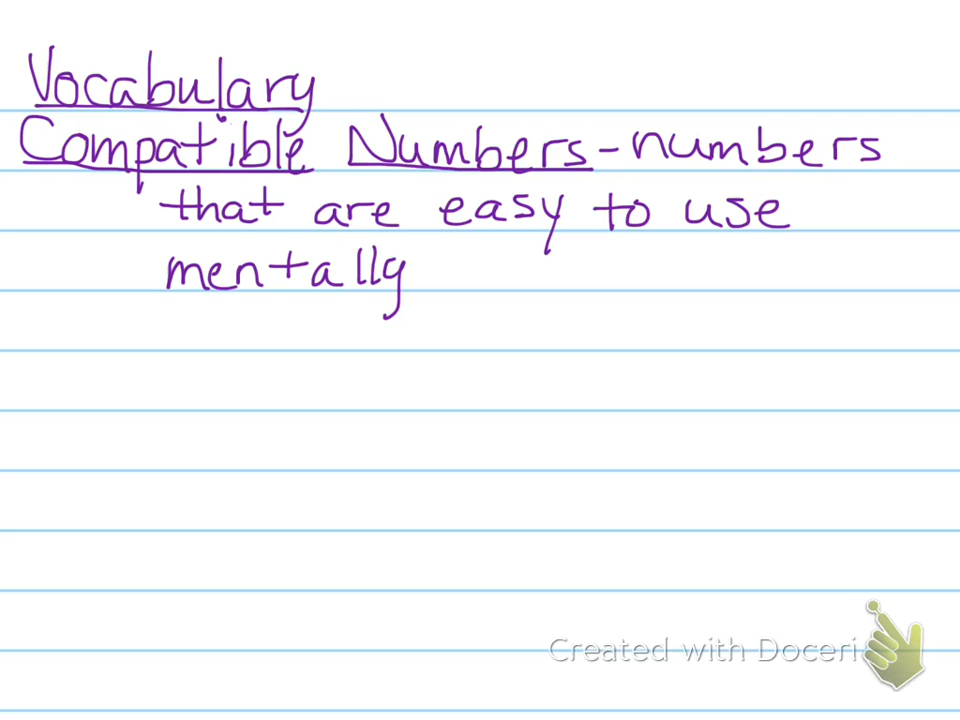 Vocabulary
Compatible Numbers - numbers
that are easy to use
mentally
Created with Doceri